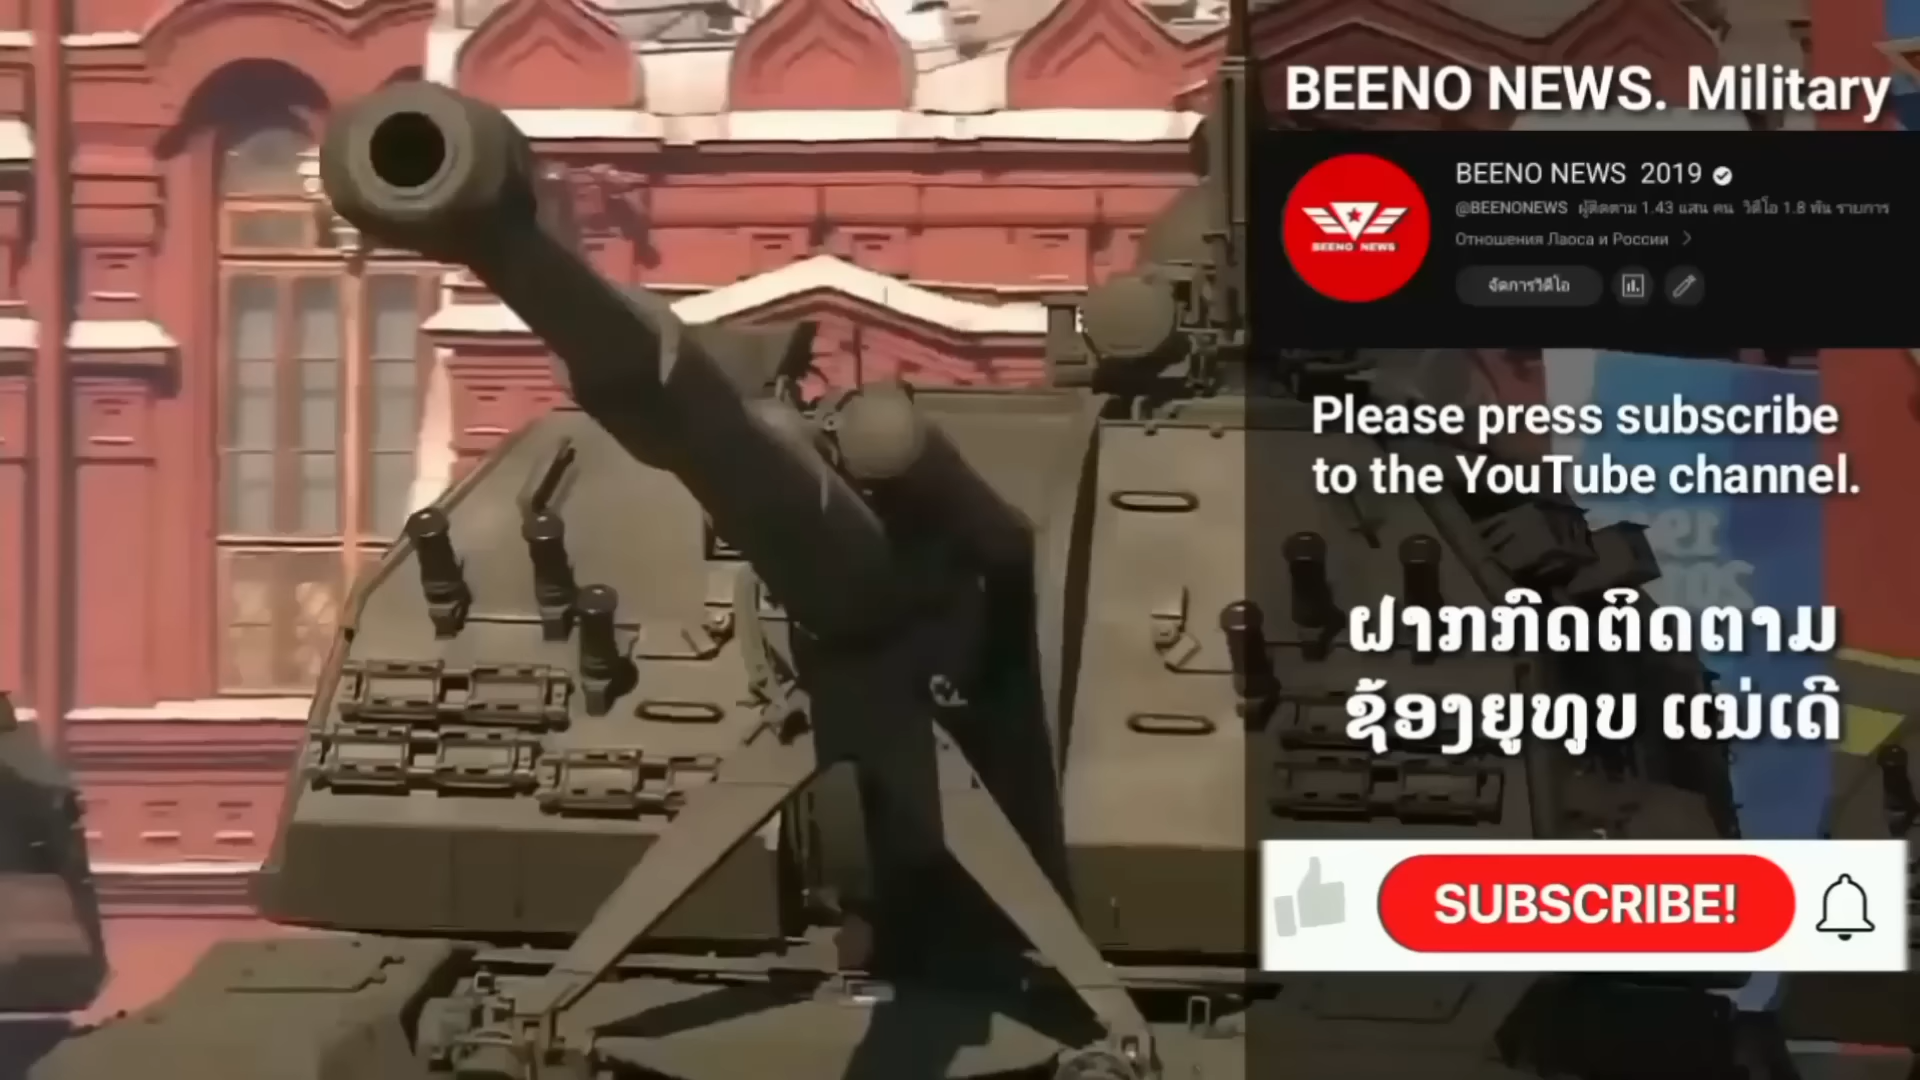 BEENO NEWS. Military
BEENO NEWS 2019
@BEENONEWS ผู้ติดตาม 1.43 แสน คน วิดีโอ 1.8 พัน รายการ
Отношения Лаоса и России
BEENO NEWS
จัดการวิดีโอ
Please press subscribe
to the YouTube channel.
ຝາກກົດຕິດຕາມ
ຊ້ອງຍູທູບ ແນ່ເດີ
SUBSCRIBE!